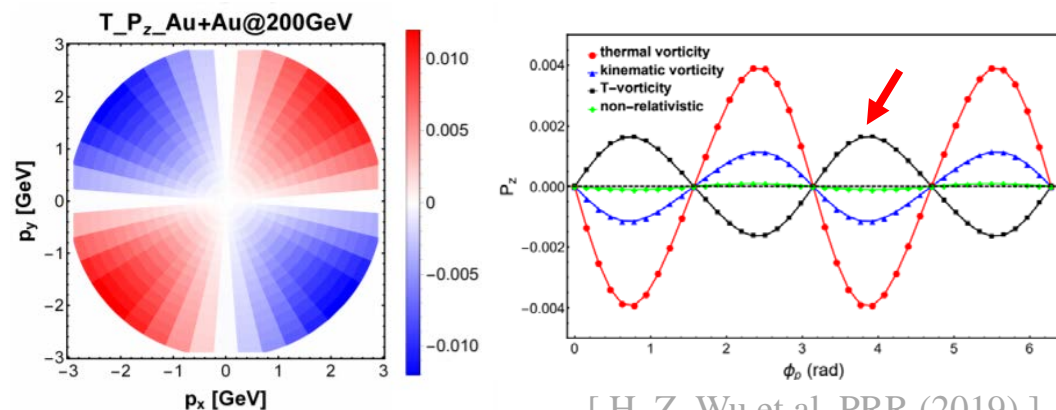 T_P_z_Au+Au@200GeV
p_y [GeV]
3
2
1
0
−1
−2
−3
−3 −2 −1 0 1 2 3
p_x [GeV]
0.010
0.005
0
−0.005
−0.010
thermal vorticity
kinematic vorticity
T−vorticity
non−relativistic
P_z
0.004
0.002
0.000
−0.002
−0.004
0 1 2 3 4 5 6
ϕ_p (rad)
[ H. Z. Wu et al. PRR (2019) ]